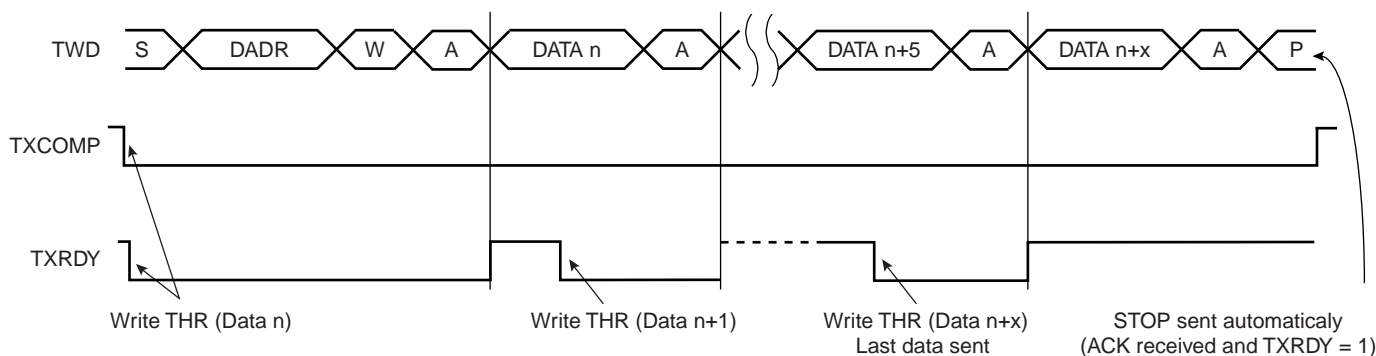 TWD S DADR W A DATA n A DATA n+5 A DATA n+x A P
TXCOMP
TXRDY
Write THR (Data n)
Write THR (Data n+1)
Write THR (Data n+x)
Last data sent
STOP sent automaticaly
(ACK received and TXRDY = 1)